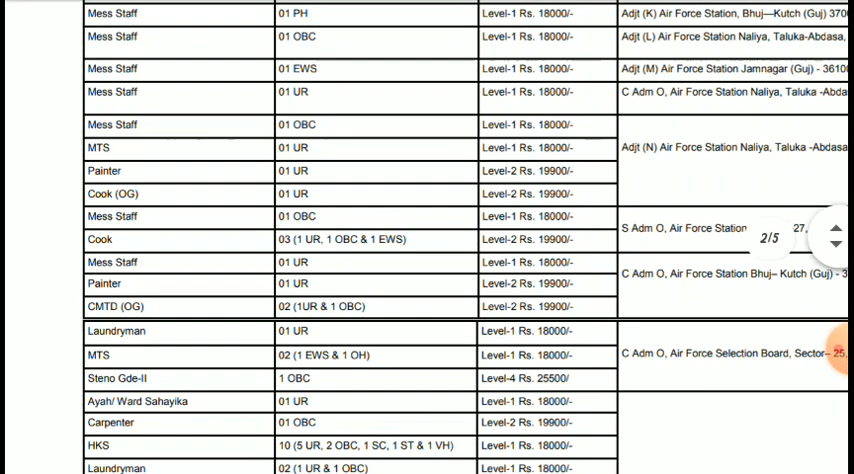 Mess Staff 01 PH Level-1 Rs. 18000/- Adjt (K) Air Force Station, Bhuj—Kutch (Guj) 370
Mess Staff 01 OBC Level-1 Rs. 18000/- Adjt (L) Air Force Station Naliya, Taluka-Abdasa,
Mess Staff 01 EWS Level-1 Rs. 18000/- Adjt (M) Air Force Station Jamnagar (Guj) - 3610
Mess Staff 01 UR Level-1 Rs. 18000/- C Adm O, Air Force Station Naliya, Taluka -Abda
Mess Staff 01 OBC Level-1 Rs. 18000/-
MTS 01 UR Level-1 Rs. 18000/- Adjt (N) Air Force Station Naliya, Taluka -Abdasa
Painter 01 UR Level-2 Rs. 19900/-
Cook (OG) 01 UR Level-2 Rs. 19900/-
Mess Staff 01 OBC Level-1 Rs. 18000/-
S Adm O, Air Force Station 27,
Cook 03 (1 UR, 1 OBC & 1 EWS) Level-2 Rs. 19900/- 2/5
Mess Staff 01 UR Level-1 Rs. 18000/-
C Adm O, Air Force Station Bhuj– Kutch (Guj) - 3
Painter 01 UR Level-2 Rs. 19900/-
CMTD (OG) 02 (1UR & 1 OBC) Level-2 Rs. 19900/-
Laundryman 01 UR Level-1 Rs. 18000/-
MTS 02 (1 EWS & 1 OH) Level-1 Rs. 18000/- C Adm O, Air Force Selection Board, Sector– 25,
Steno Gde-II 1 OBC Level-4 Rs. 25500/
Ayah/ Ward Sahayika 01 UR Level-1 Rs. 18000/-
Carpenter 01 OBC Level-2 Rs. 19900/-
HKS 10 (5 UR, 2 OBC, 1 SC, 1 ST & 1 VH) Level-1 Rs. 18000/-
Laundryman 02 (1 UR & 1 OBC) Level-1 Rs. 18000/-